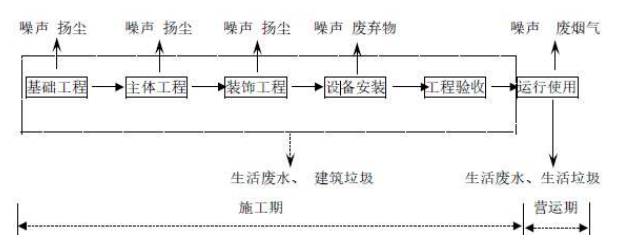 噪声 扬尘 噪声 扬尘 噪声 扬尘 噪声 废弃物 噪声 废烟气
基础工程 主体工程 装饰工程 设备安装 工程验收 运行使用
生活废水、 建筑垃圾 生活废水、生活垃圾
施工期 营运期